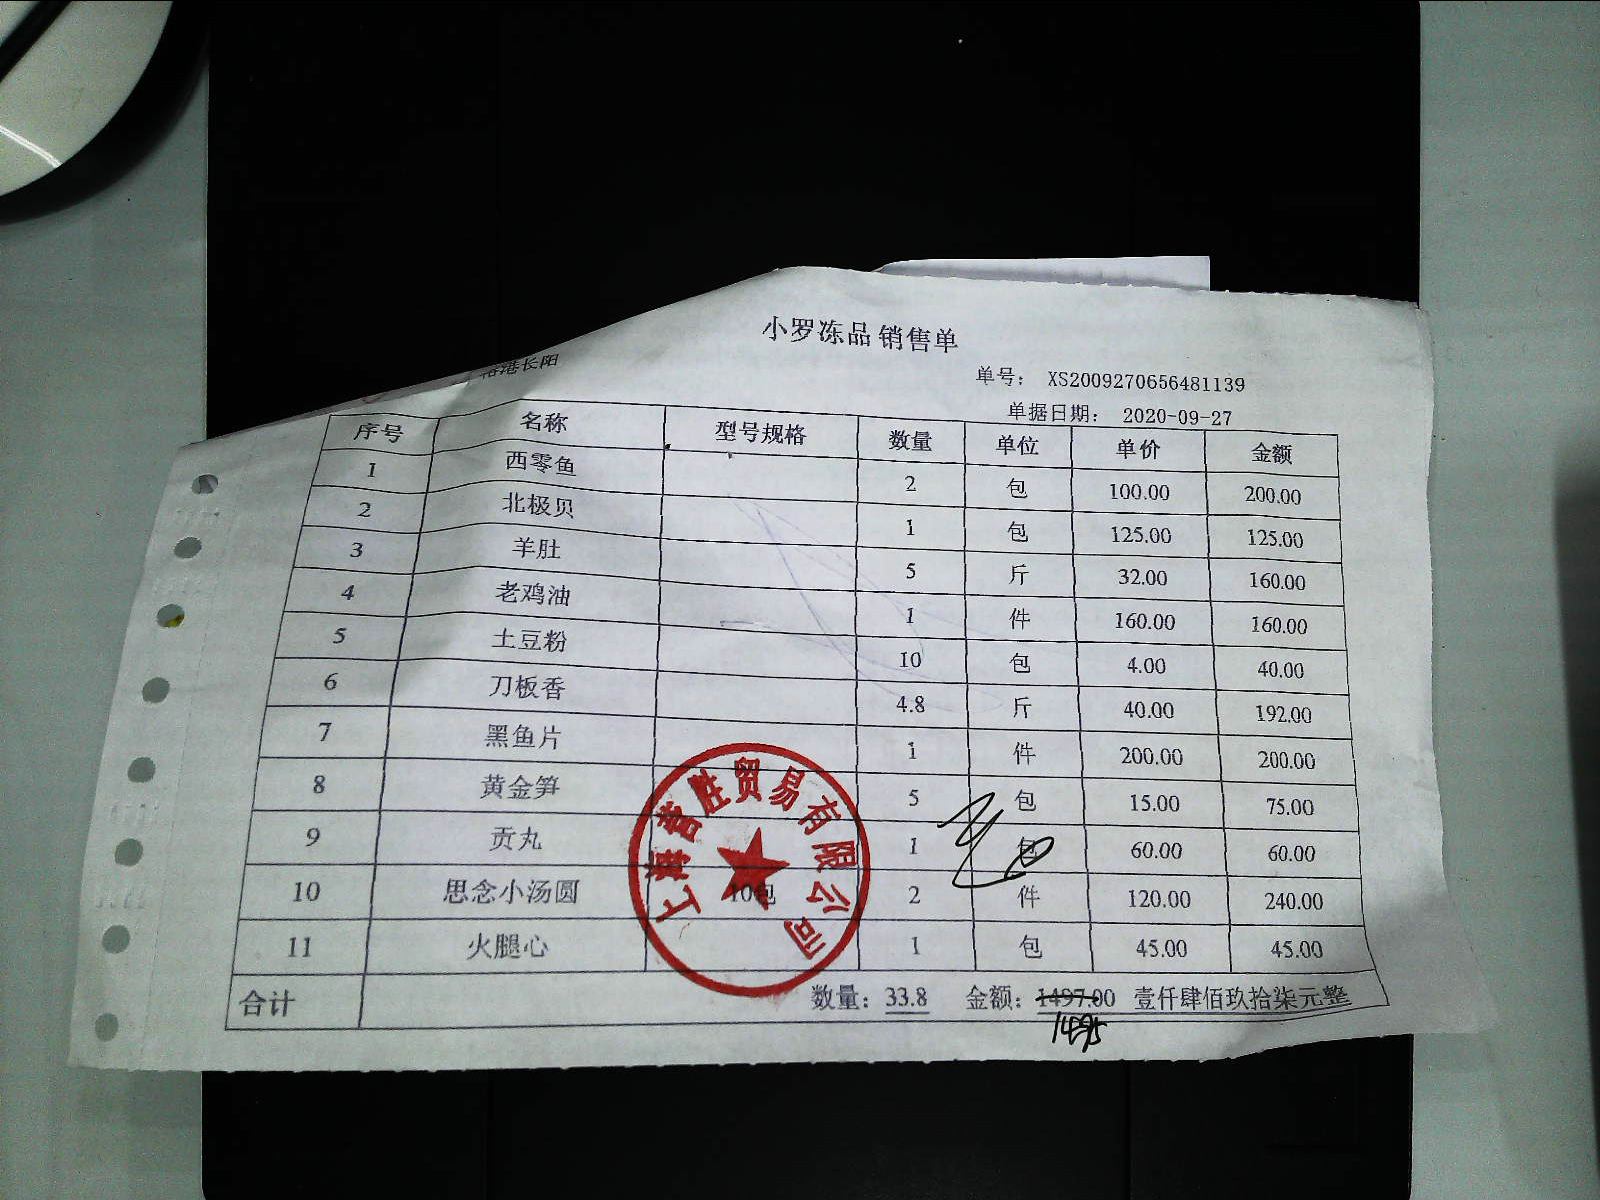 小罗冻品 销售单
港长阳
单号： XS2009270656481139
单据日期： 2020-09-27
序号 名称 型号规格 数量 单位 单价 金额
1 西零鱼 2 包 100.00 200.00
2 北极贝 1 包 125.00 125.00
3 羊肚 5 斤 32.00 160.00
4 老鸡油 1 件 160.00 160.00
5 土豆粉 10 包 4.00 40.00
6 刀板香 4.8 斤 40.00 192.00
7 黑鱼片 1 件 200.00 200.00
8 黄金笋 5 包 15.00 75.00
9 贡丸 1 包 60.00 60.00
10 思念小汤圆 10包 2 件 120.00 240.00
11 火腿心 1 包 45.00 45.00
合计 数量：33.8 金额：1497.00 壹仟肆佰玖拾柒元整
1495
上海 胜贸易有限公司